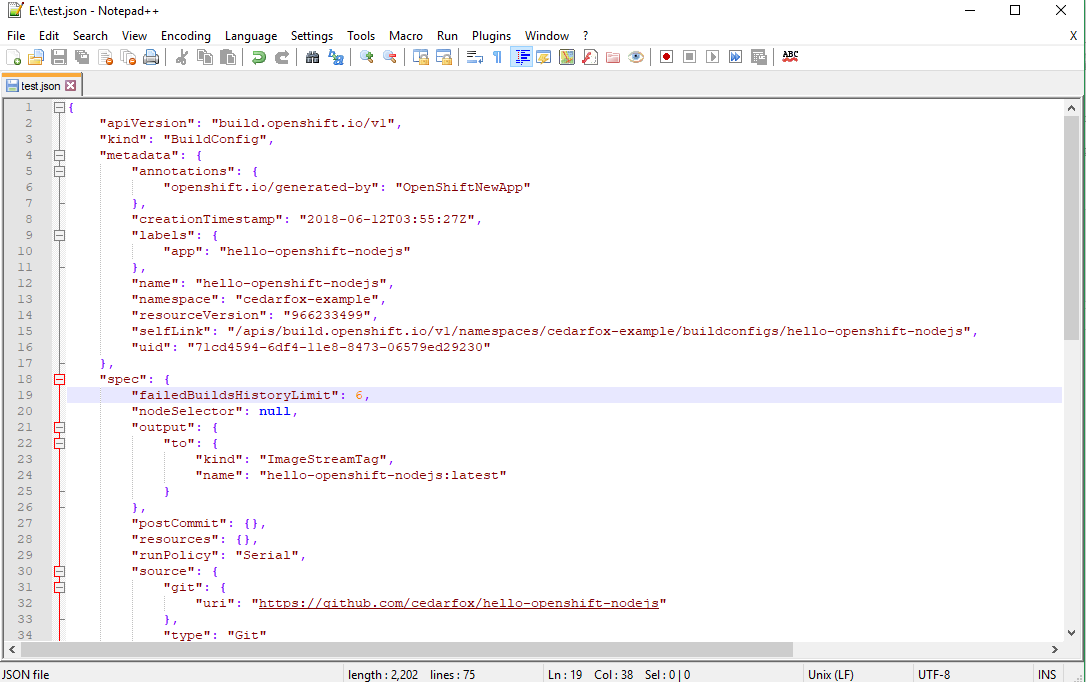 E:\test.json - Notepad++
File Edit Search View Encoding Language Settings Tools Macro Run Plugins Window ? X
ABC
test.json
1 {
2 "apiVersion": "build.openshift.io/v1",
3 "kind": "BuildConfig",
4 "metadata": {
5 "annotations": {
6 "openshift.io/generated-by": "OpenShiftNewApp"
7 },
8 "creationTimestamp": "2018-06-12T03:55:27Z",
9 "labels": {
10 "app": "hello-openshift-nodejs"
11 },
12 "name": "hello-openshift-nodejs",
13 "namespace": "cedarfox-example",
14 "resourceVersion": "966233499",
15 "selfLink": "/apis/build.openshift.io/v1/namespaces/cedarfox-example/buildconfigs/hello-openshift-nodejs",
16 "uid": "71cd4594-6df4-11e8-8473-06579ed29230"
17 },
18 "spec": {
19 "failedBuildsHistoryLimit": 6,
20 "nodeSelector": null,
21 "output": {
22 "to": {
23 "kind": "ImageStreamTag",
24 "name": "hello-openshift-nodejs:latest"
25 }
26 },
27 "postCommit": {},
28 "resources": {},
29 "runPolicy": "Serial",
30 "source": {
31 "git": {
32 "uri": "https://github.com/cedarfox/hello-openshift-nodejs"
33 },
34 "type": "Git"
JSON file length : 2,202 lines : 75 Ln : 19 Col : 38 Sel : 0 | 0 Unix (LF) UTF-8 INS